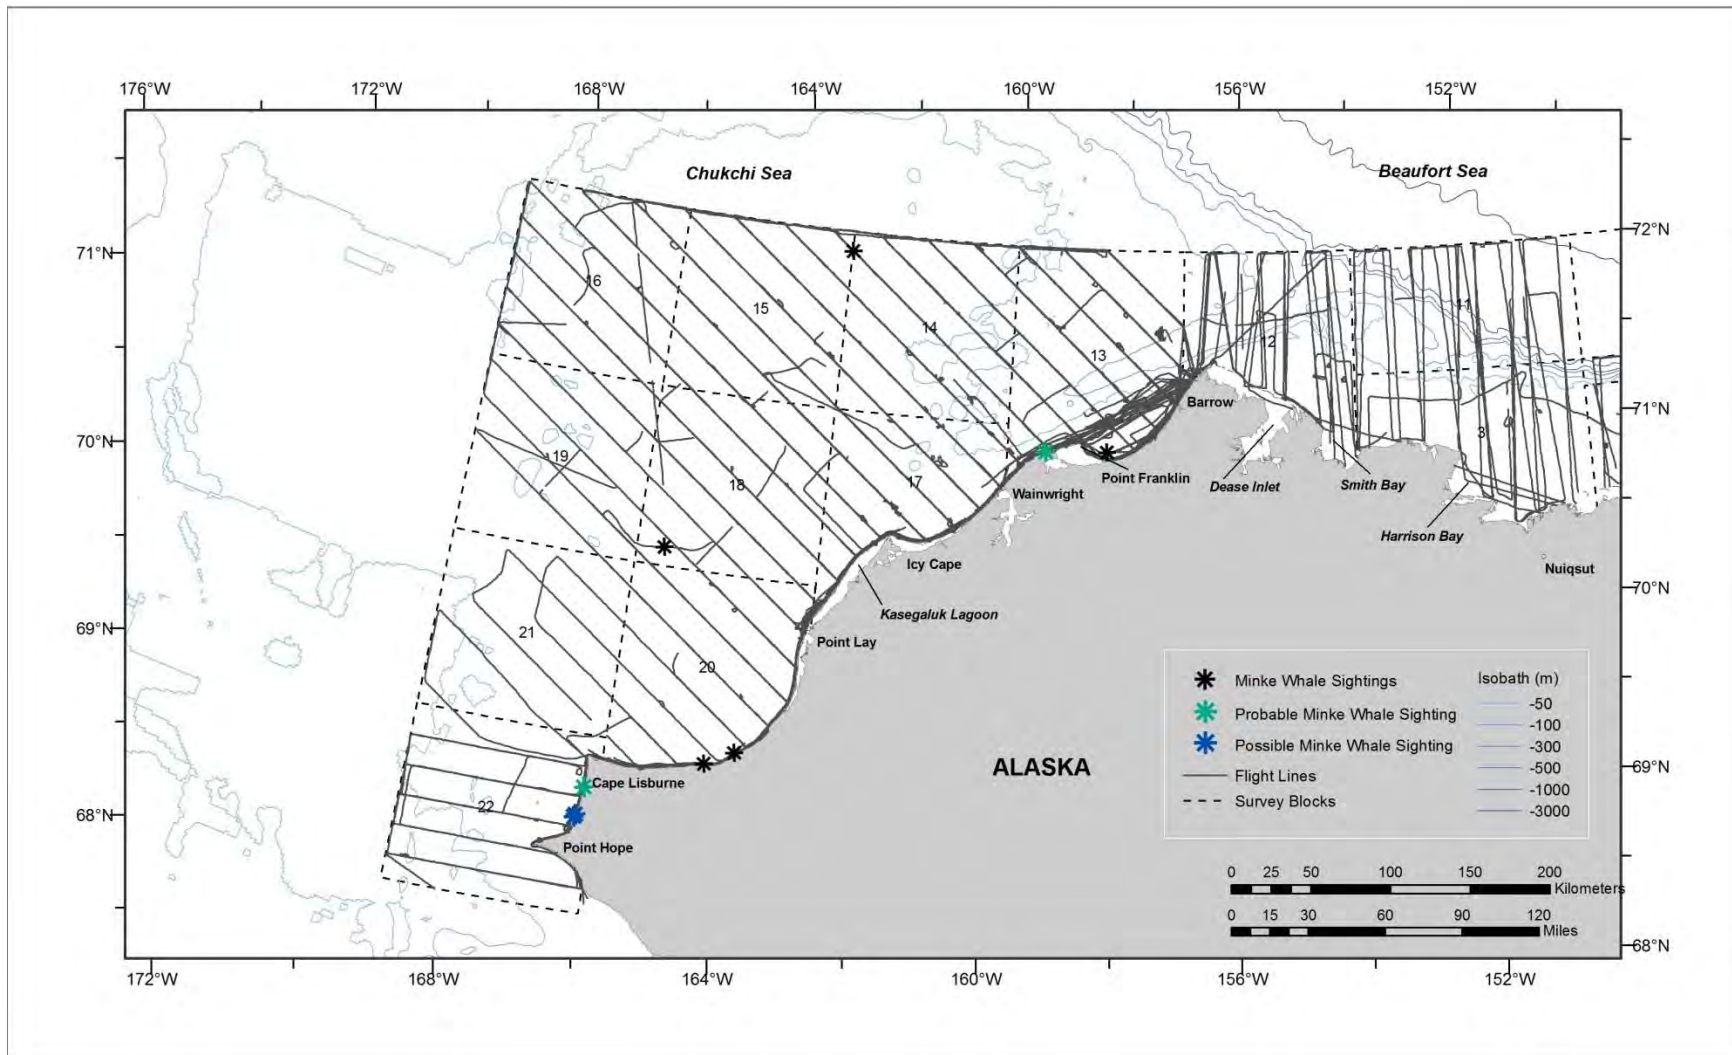 176°W 172°W 168°W 164°W 160°W 156°W 152°W
Chukchi Sea
Beaufort Sea
72°N
71°N
16
15
14
13
12
11
Barrow
71°N
70°N
19
18
17
3
Wainwright
Point Franklin
Dease Inlet
Smith Bay
Harrison Bay
Icy Cape
Nuiqsut
70°N
Kasegaluk Lagoon
69°N
21
20
Point Lay
Minke Whale Sightings
Probable Minke Whale Sighting
Possible Minke Whale Sighting
Flight Lines
Survey Blocks
Isobath (m)
-50
-100
-300
-500
-1000
-3000
ALASKA
69°N
Cape Lisburne
22
68°N
Point Hope
0 25 50 100 150 200
Kilometers
0 15 30 60 90 120
Miles
68°N
172°W 168°W 164°W 160°W 156°W 152°W